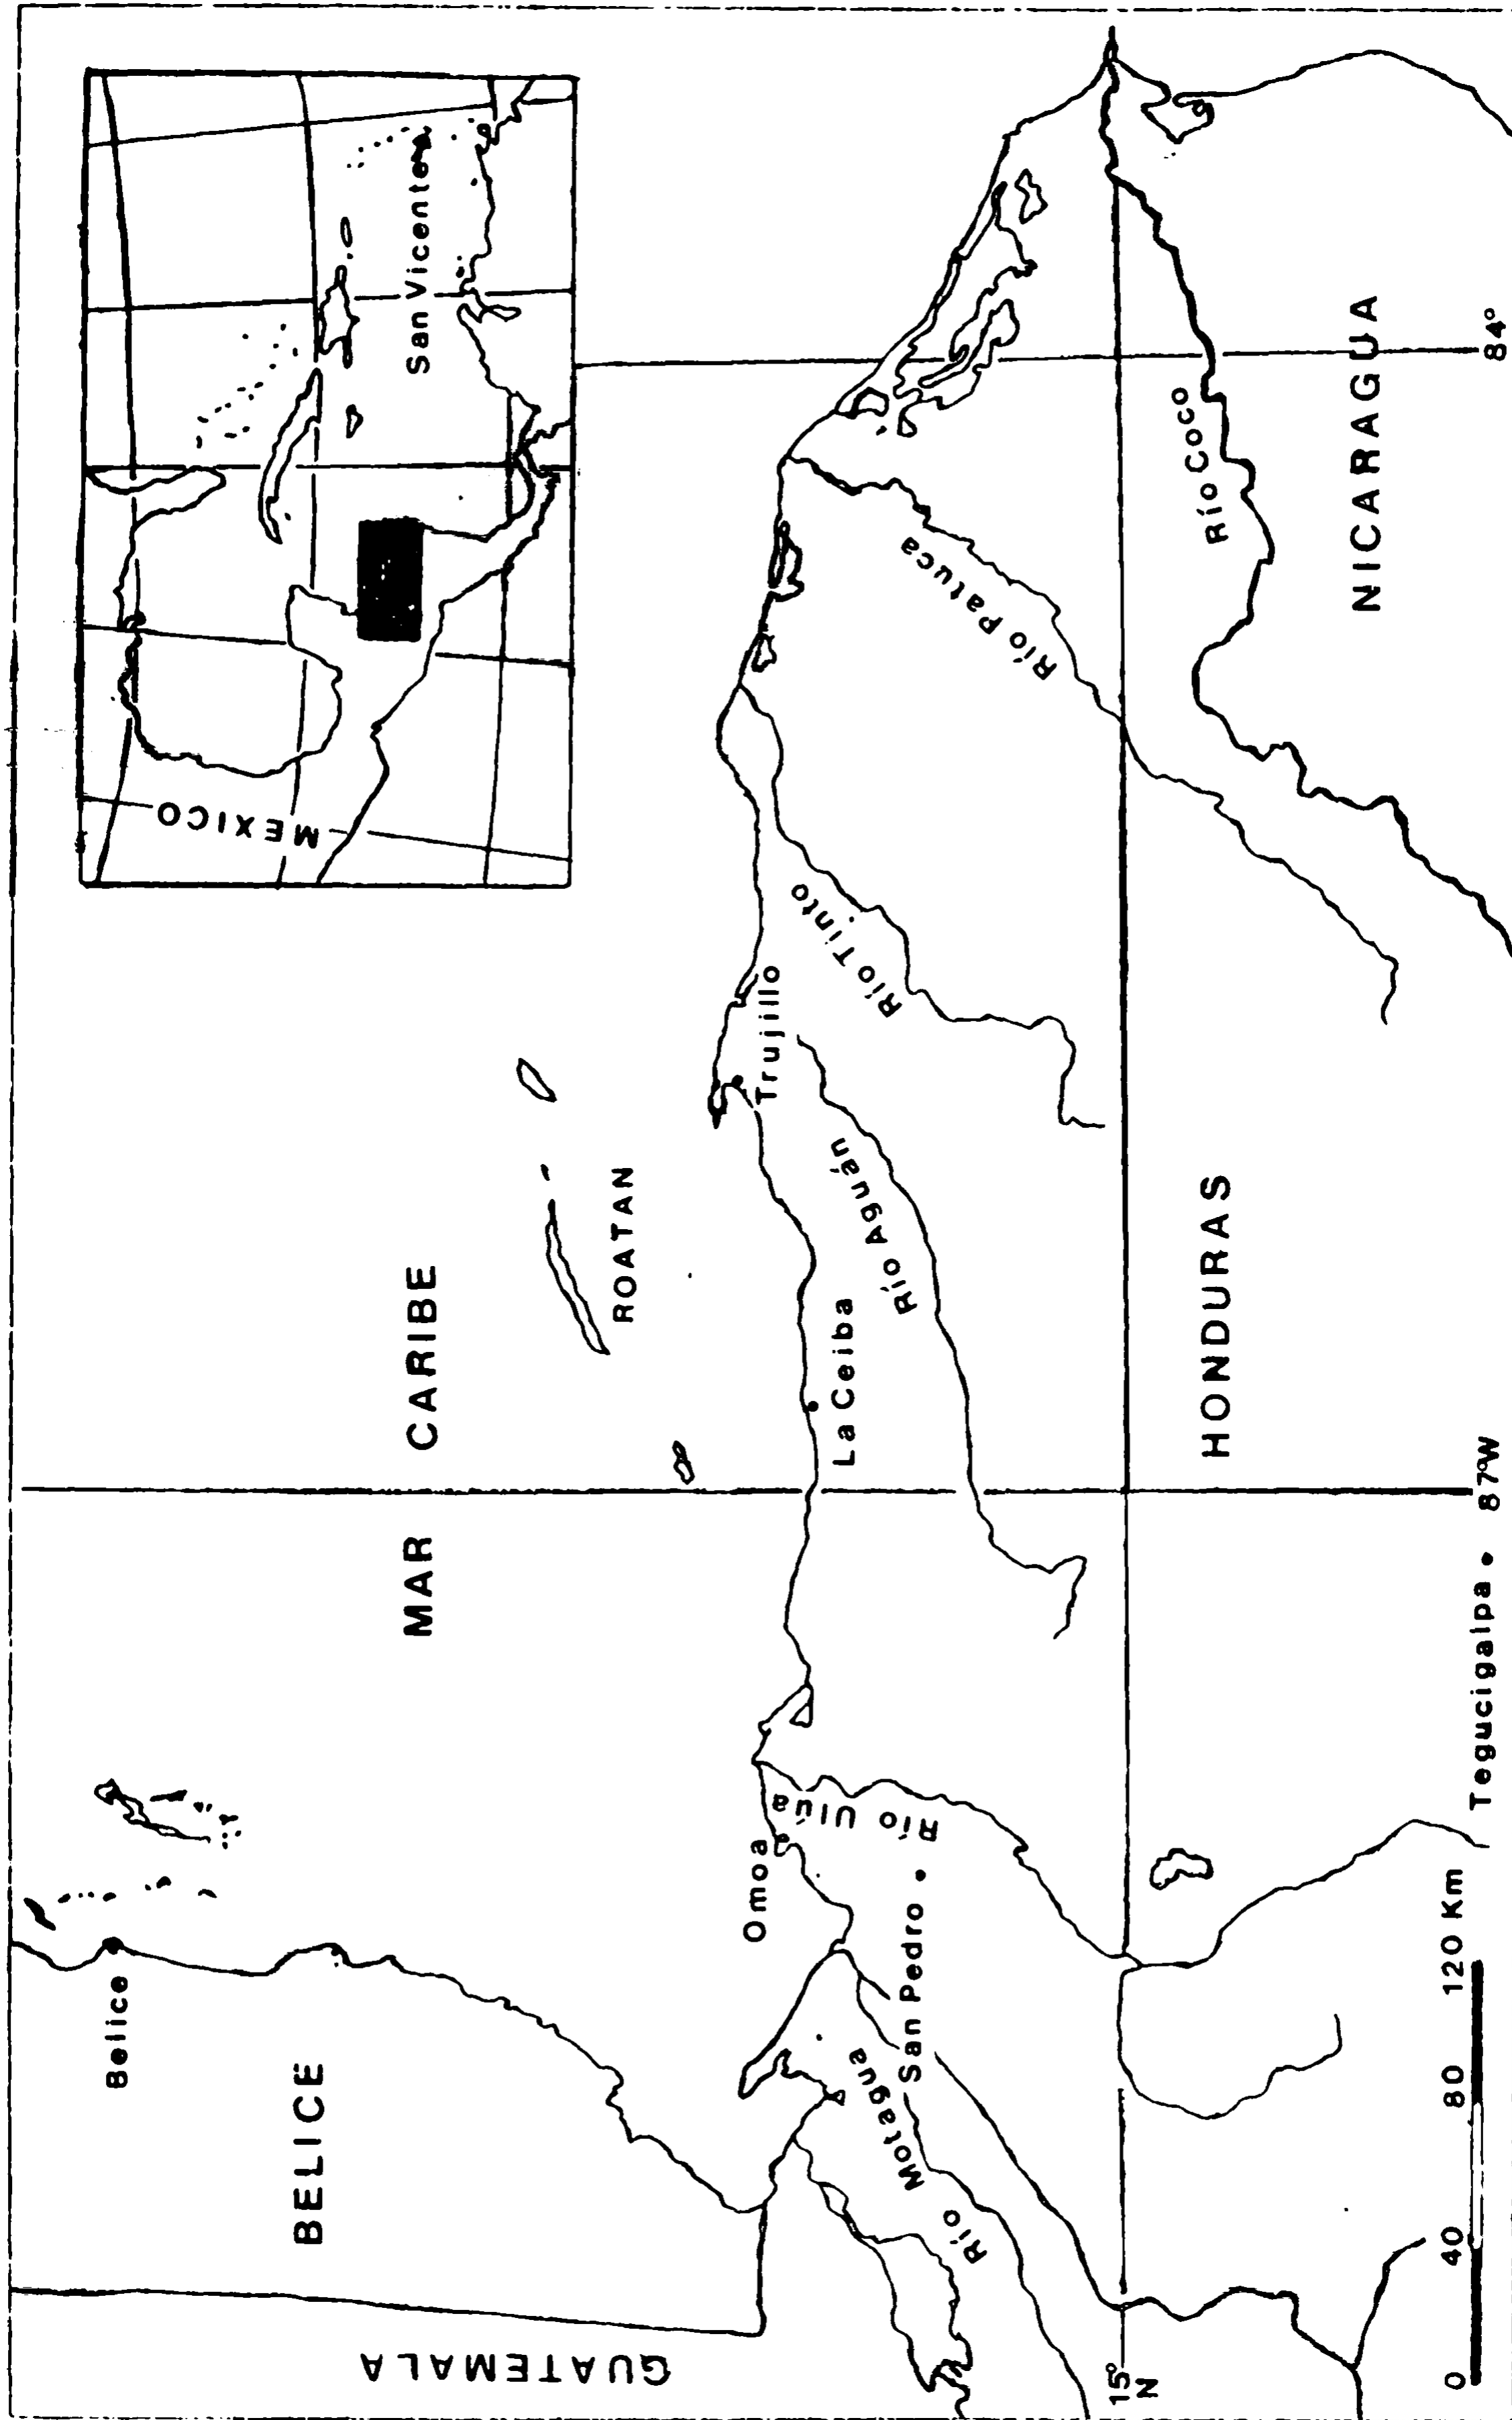 MEXICO
San Vicente
Belice
BELICE
GUATEMALA
MAR CARIBE
ROATAN
Omoa
San Pedro
Río Ulúa
Río Motagua
La Ceiba
Trujillo
Río Aguán
Río Tinto
Río Patuca
Río Coco
HONDURAS
NICARAGUA
15°
N
Tegucigalpa
87°W
84°
0 40 80 120 Km